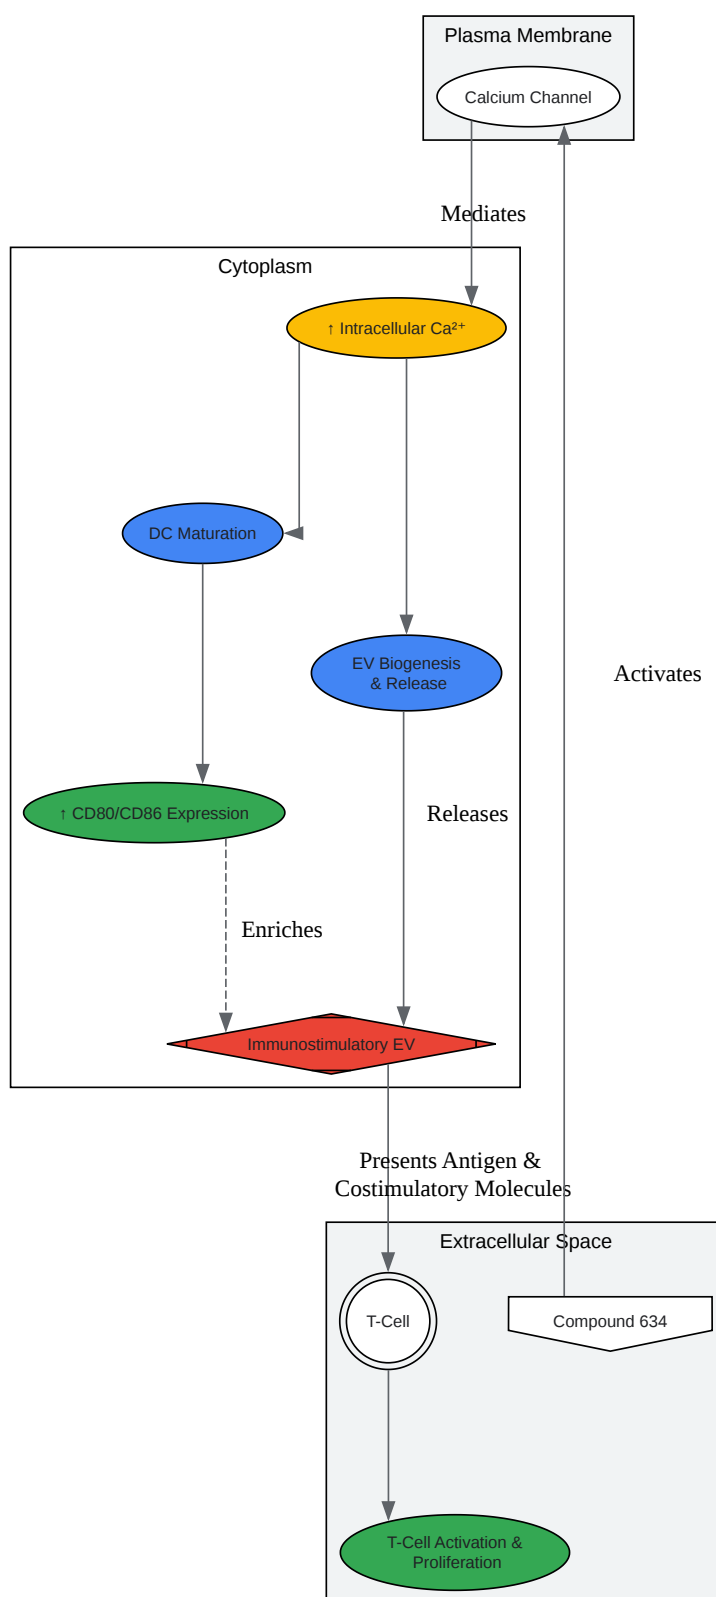 Plasma Membrane
Calcium Channel
Mediates
Cytoplasm
↑ Intracellular Ca²⁺
DC Maturation
EV Biogenesis
& Release
Activates
↑ CD80/CD86 Expression
Releases
Enriches
Immunostimulatory EV
Presents Antigen &
Costimulatory Molecules
Extracellular Space
T-Cell
Compound 634
T-Cell Activation &
Proliferation